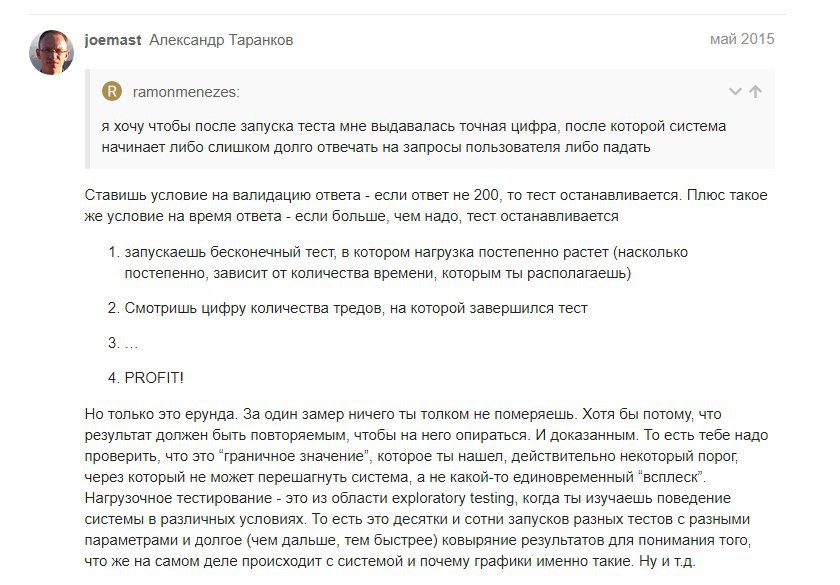 joemast Александр Таранков май 2015
R ramonmenezes:
я хочу чтобы после запуска теста мне выдавалась точная цифра, после которой система
начинает либо слишком долго отвечать на запросы пользователя либо падать
Ставишь условие на валидацию ответа - если ответ не 200, то тест останавливается. Плюс такое
же условие на время ответа - если больше, чем надо, тест останавливается
1. запускаешь бесконечный тест, в котором нагрузка постепенно растет (насколько
постепенно, зависит от количества времени, которым ты располагаешь)
2. Смотришь цифру количества тредов, на которой завершился тест
3. …
4. PROFIT!
Но только это ерунда. За один замер ничего ты толком не померяешь. Хотя бы потому, что
результат должен быть повторяемым, чтобы на него опираться. И доказанным. То есть тебе надо
проверить, что это “граничное значение”, которое ты нашел, действительно некоторый порог,
через который не может перешагнуть система, а не какой-то единовременный “всплеск”.
Нагрузочное тестирование - это из области exploratory testing, когда ты изучаешь поведение
системы в различных условиях. То есть это десятки и сотни запусков разных тестов с разными
параметрами и долгое (чем дальше, тем быстрее) ковыряние результатов для понимания того,
что же на самом деле происходит с системой и почему графики именно такие. Ну и т.д.